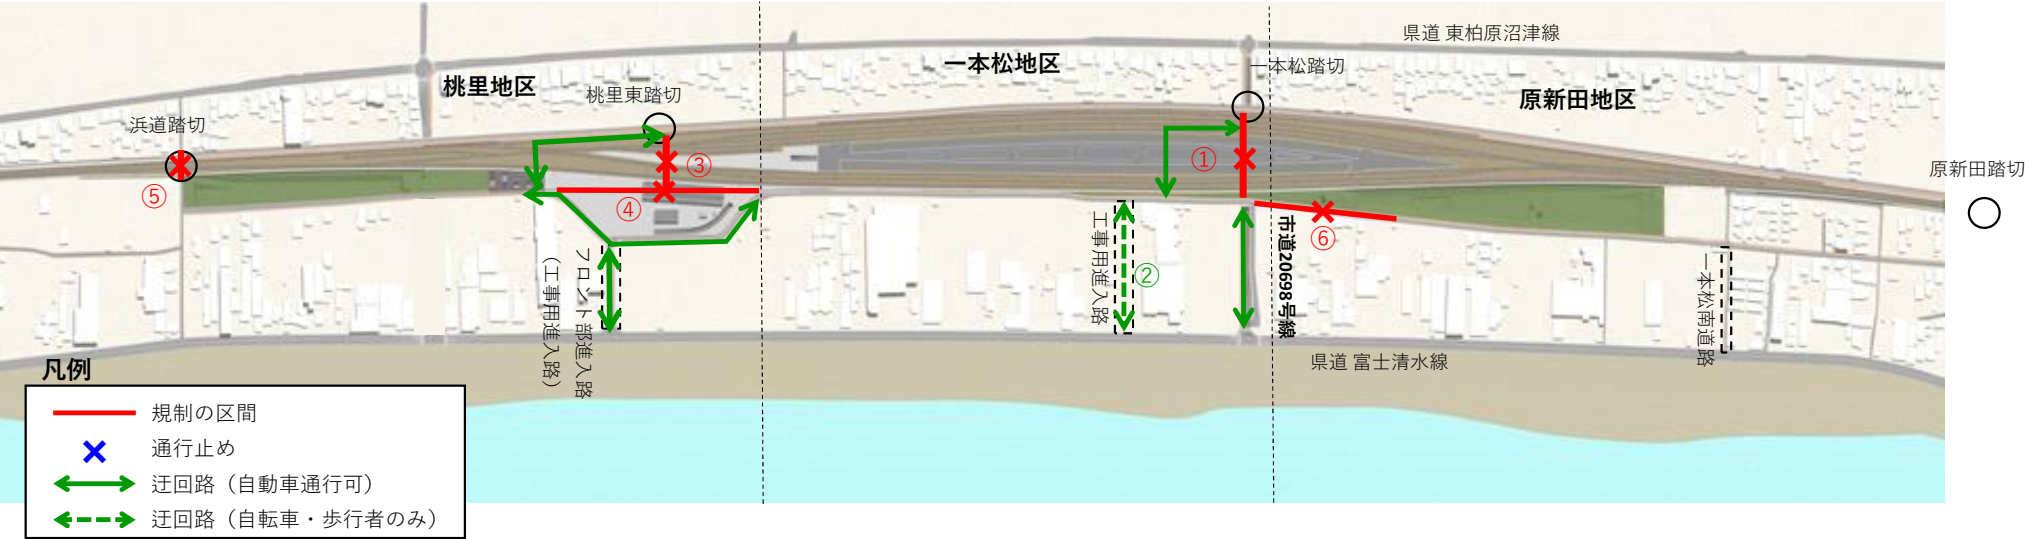 県道 東柏原沼津線
一本松地区
一本松踏切
桃里地区
桃里東踏切
原新田地区
浜道踏切
原新田踏切
①
③
⑤
④
⑥
②
フロント部進入路
（工事用進入路）
工事用進入路
市道20698号線
一本松南道路
県道 富士清水線
凡例
規制の区間
通行止め
迂回路（自動車通行可）
迂回路（自転車・歩行者のみ）